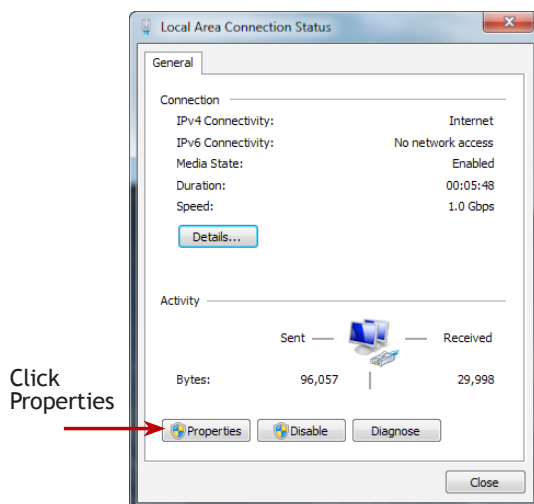 Local Area Connection Status
General
Connection
IPv4 Connectivity: Internet
IPv6 Connectivity: No network access
Media State: Enabled
Duration: 00:05:48
Speed: 1.0 Gbps
Details...
Activity
Sent Received
Bytes: 96,057 29,998
Click
Properties
Properties Disable Diagnose
Close